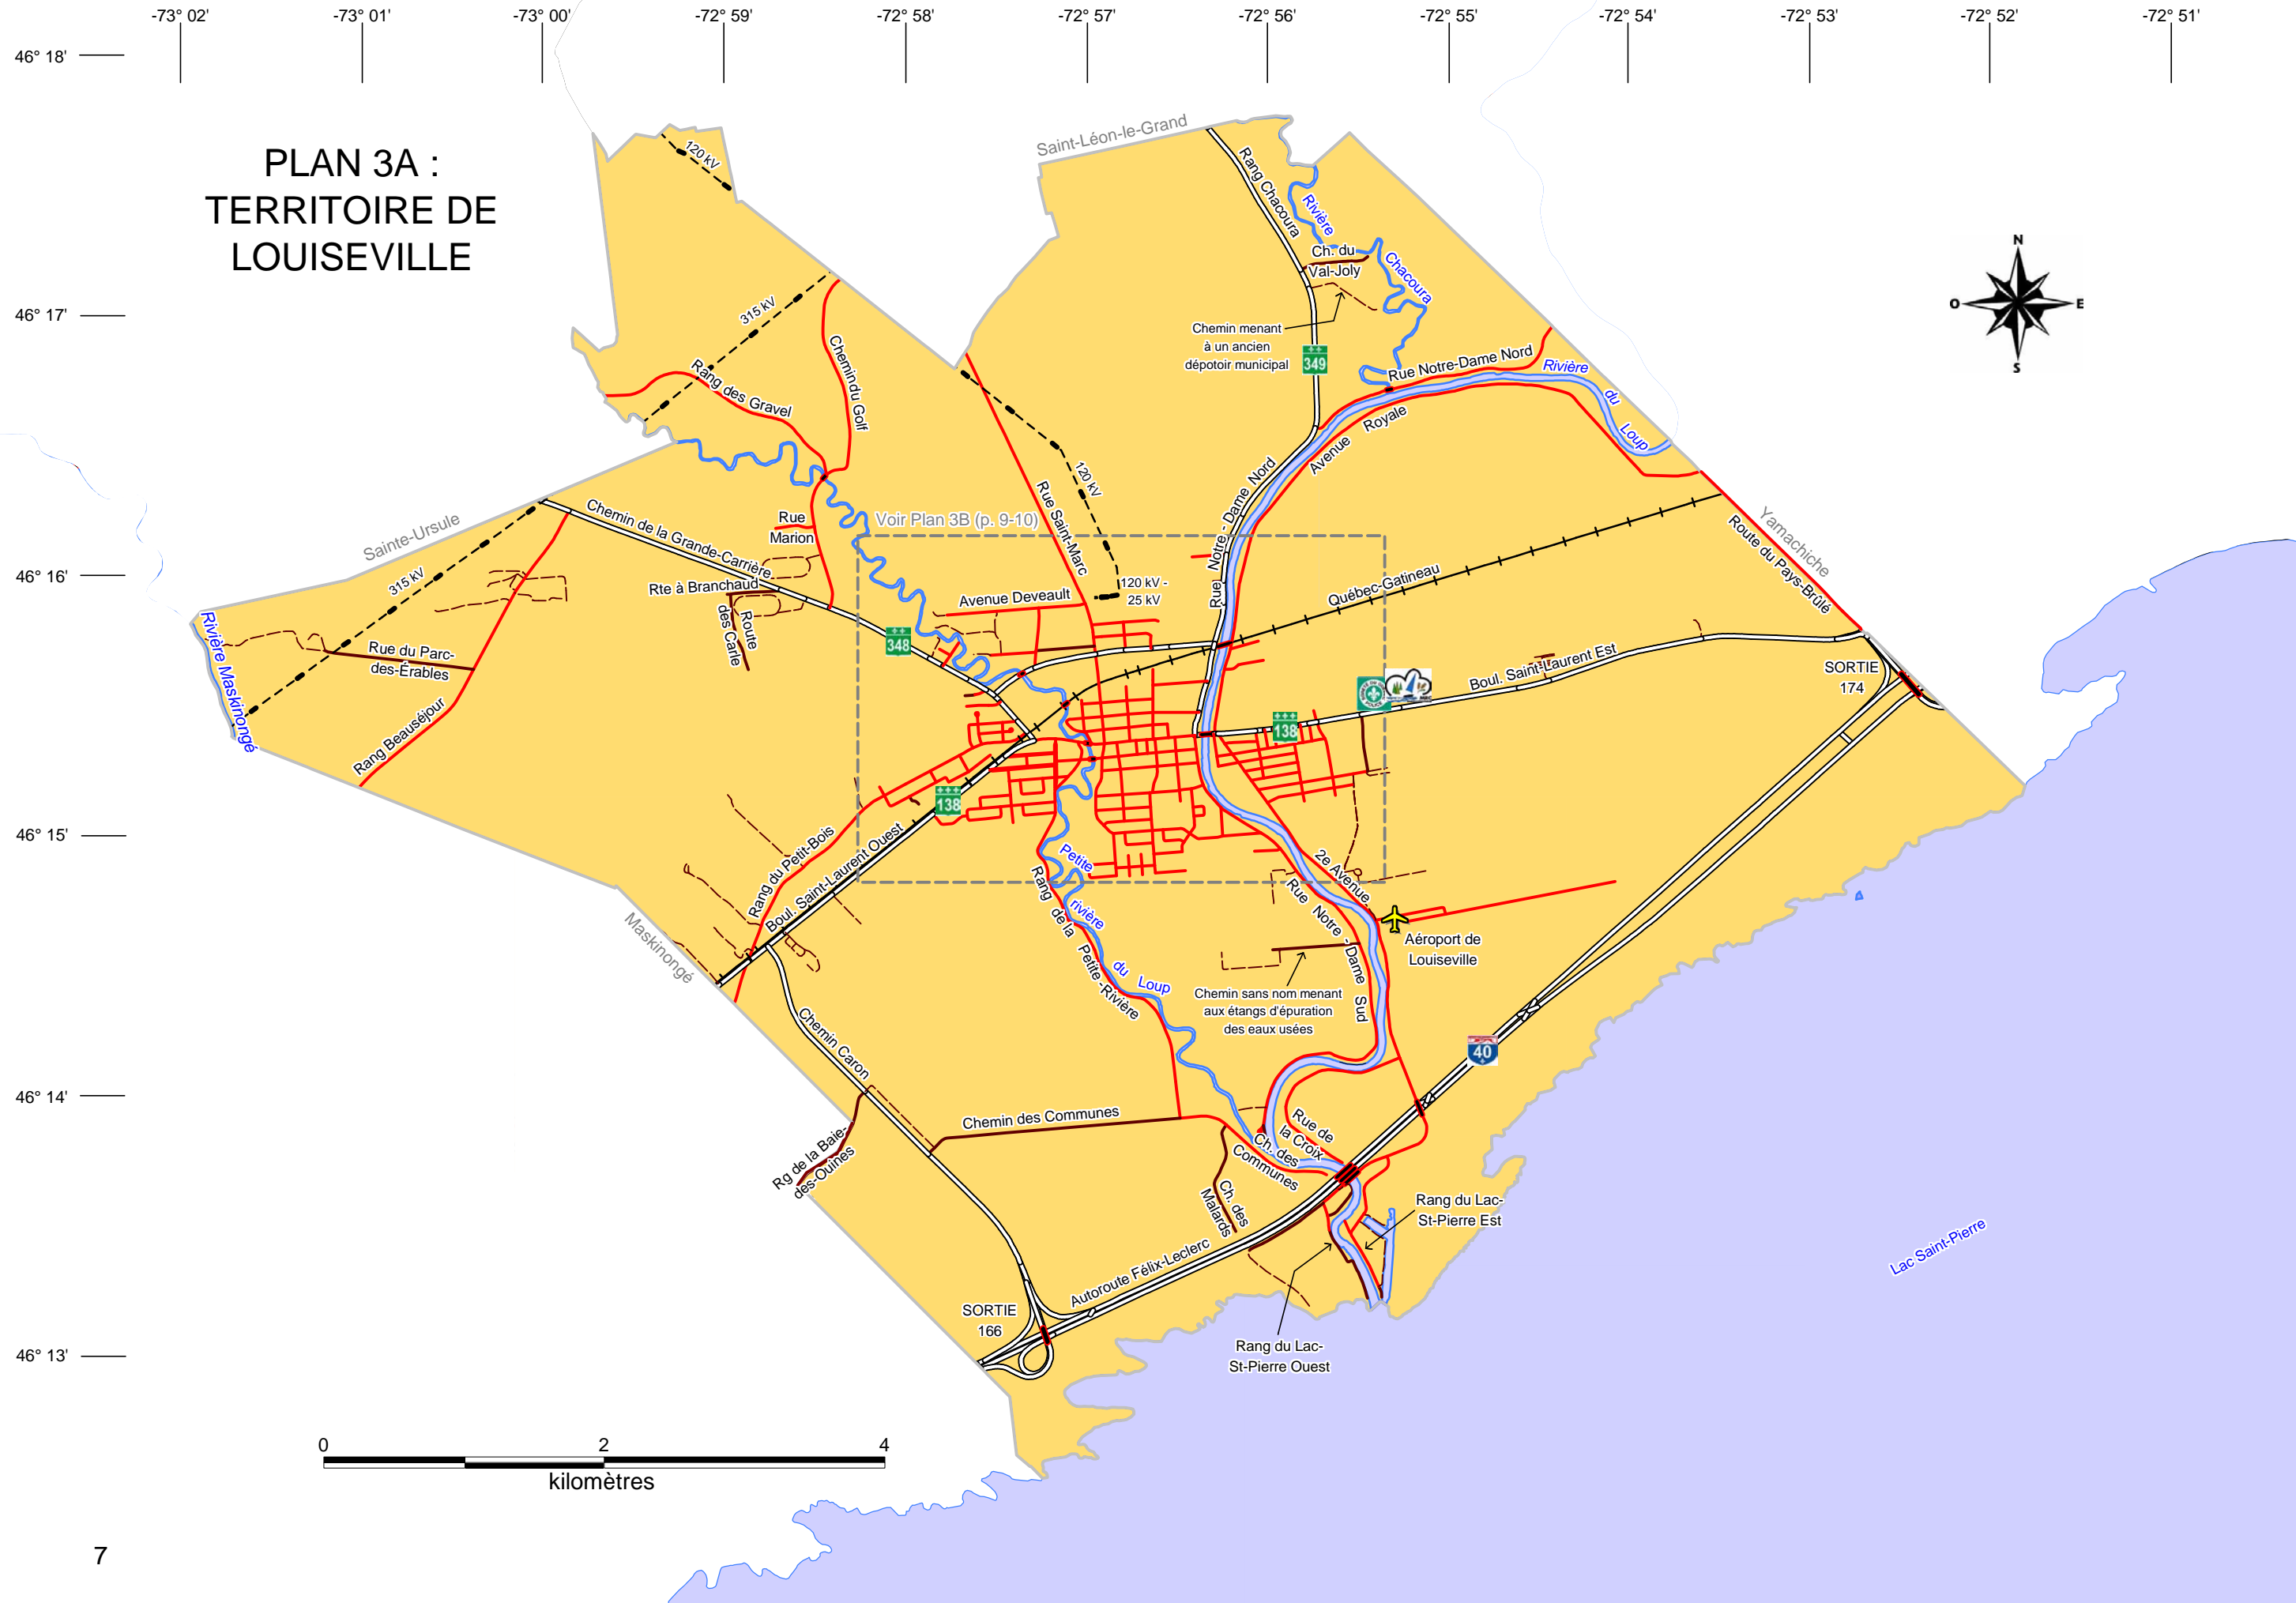 -73° 02'
-73° 01'
-73° 00'
-72° 59'
-72° 58'
-72° 57'
-72° 56'
-72° 55'
-72° 54'
-72° 53'
-72° 52'
-72° 51'
46° 18'
46° 17'
46° 16'
46° 15'
46° 14'
46° 13'
PLAN 3A :
TERRITOIRE DE
LOUISEVILLE
N
O
E
S
Saint-Léon-le-Grand
120 kV
Rang Chacoura
Rivière
Chacoura
Ch. du
Val-Joly
315 kV
Chemin menant
à un ancien
dépotoir municipal
349
Chemin du Golf
Rang des Gravel
Rue Notre-Dame Nord
Rivière
du
Loup
Avenue Royale
120 kV
Rue Saint-Marc
Rue Notre - Dame Nord
Rue
Marion
Voir Plan 3B (p. 9-10)
Chemin de la Grande-Carrière
Sainte-Ursule
315 kV
Yamachiche
Route du Pays-Brûlé
Québec-Gatineau
120 kV -
25 kV
Rte à Branchaud
Avenue Deveault
Route
des Carle
348
Rivière Maskinongé
Rue du Parc-
des-Érables
Rang Beauséjour
Boul. Saint-Laurent Est
SORTIE
174
138
138
Rang du Petit-Bois
Boul. Saint-Laurent Ouest
Petite
rivière
du Loup
Rang de la Petite -Rivière
2e Avenue
Rue Notre - Dame Sud
Aéroport de
Louiseville
Maskinongé
Chemin sans nom menant
aux étangs d'épuration
des eaux usées
40
Chemin Caron
Chemin des Communes
Rg de la Baie-
des-Ouines
Rue de
la Croix
Ch. des
Communes
Ch. des
Malards
Rang du Lac-
St-Pierre Est
Lac Saint-Pierre
Autoroute Félix-Leclerc
SORTIE
166
Rang du Lac-
St-Pierre Ouest
0
2
4
kilomètres
7